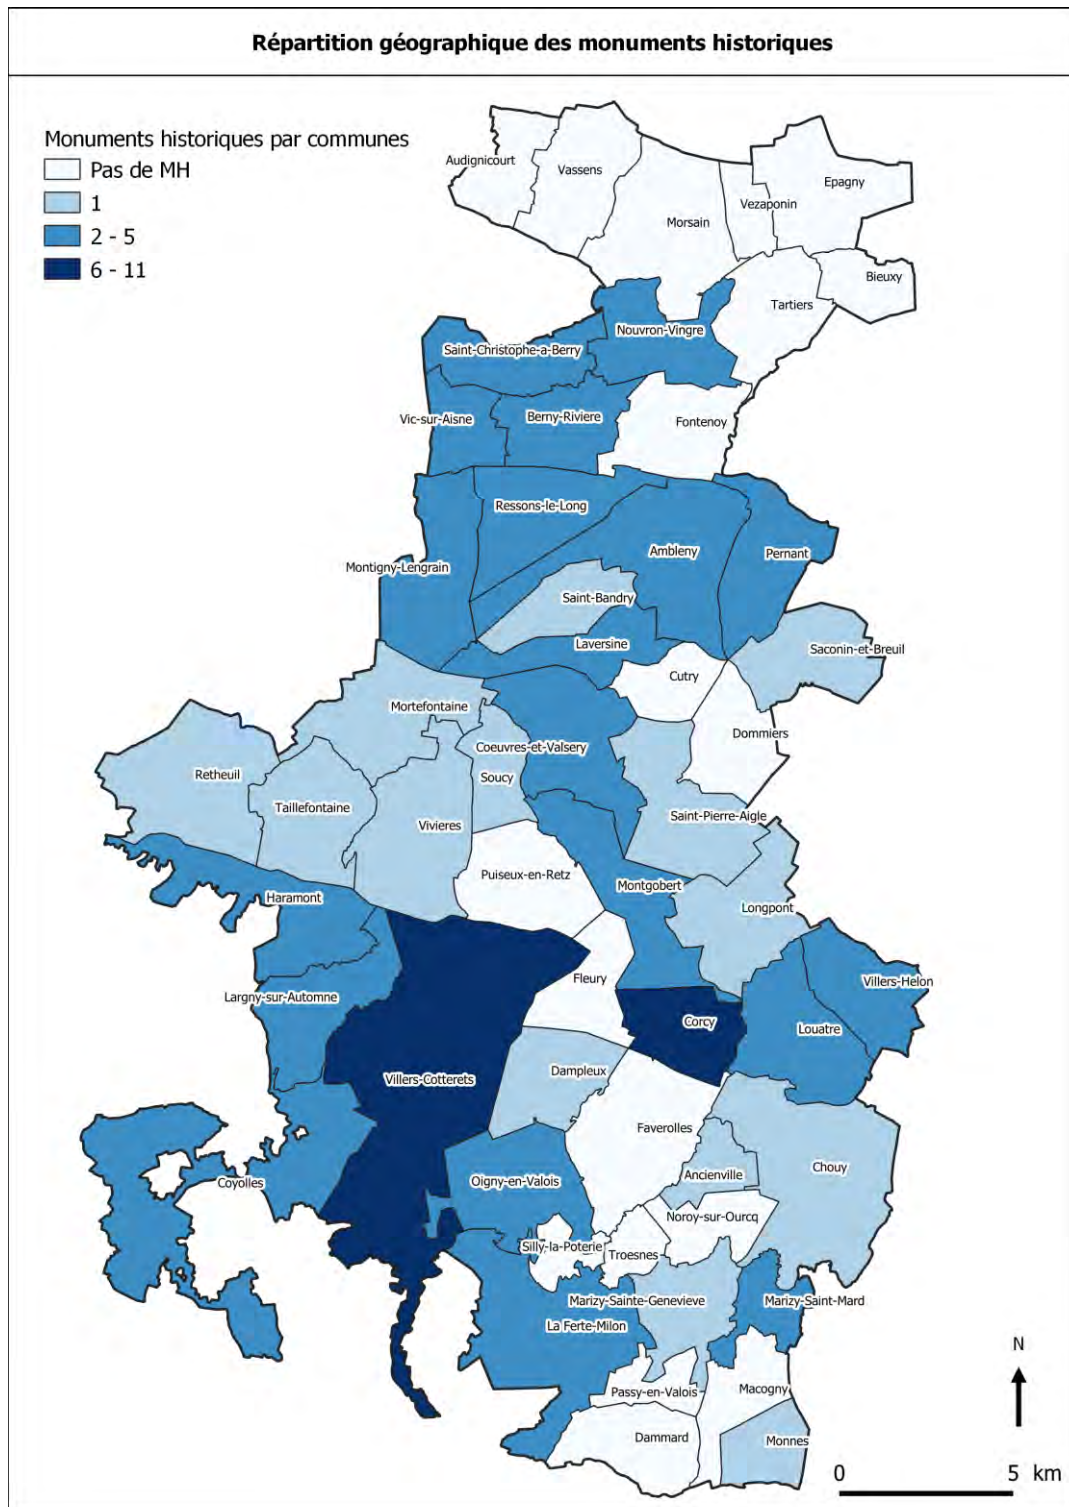 Répartition géographique des monuments historiques
Monuments historiques par communes
Pas de MH
1
2 - 5
6 - 11
Audignicourt
Vassens
Morsain
Vezaponin
Epagny
Bieuxy
Tartiers
Nouvron-Vingre
Saint-Christophe-a-Berry
Vic-sur-Aisne
Berny-Riviere
Fontenoy
Ressons-le-Long
Ambleny
Pernant
Montigny-Lengrain
Saint-Bandry
Laversine
Saconin-et-Breuil
Cutry
Mortefontaine
Dommiers
Coeuvres-et-Valsery
Retheuil
Soucy
Taillefontaine
Vivieres
Saint-Pierre-Aigle
Puiseux-en-Retz
Montgobert
Haramont
Longpont
Fleury
Villers-Helon
Largny-sur-Automne
Corcy
Louatre
Villers-Cotterets
Dampleux
Faverolles
Chouy
Ancienville
Coyolles
Oigny-en-Valois
Noroy-sur-Ourcq
Silly-la-Poterie
Troesnes
Marizy-Sainte-Genevieve
Marizy-Saint-Mard
La Ferte-Milon
Passy-en-Valois
Macogny
Dammard
Monnes
N
0 5 km